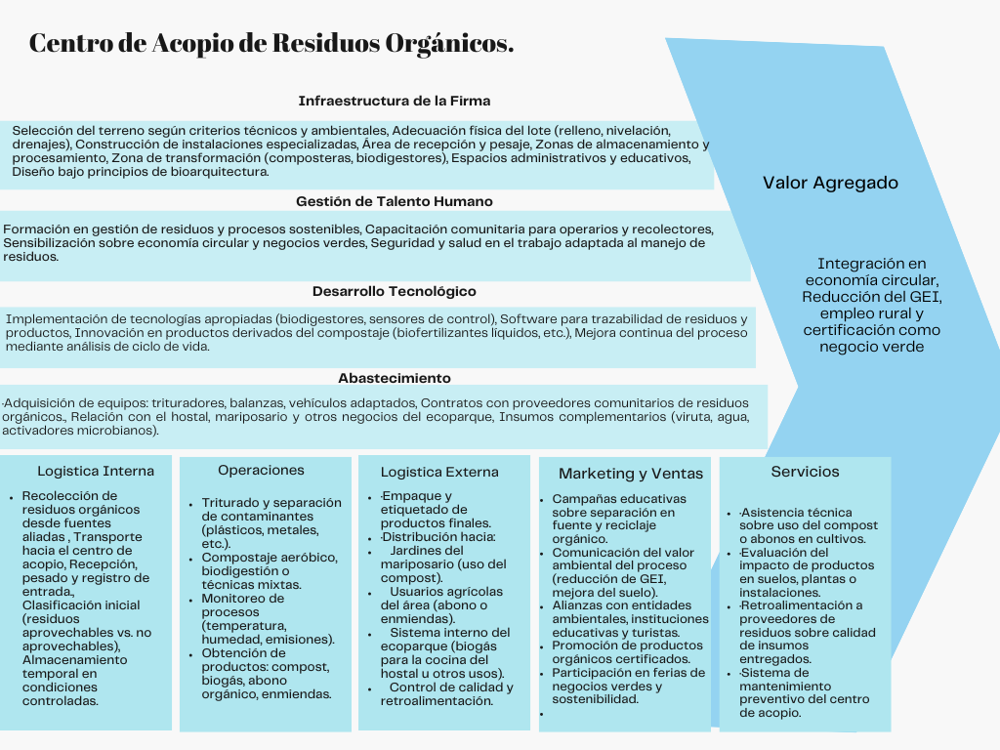 Centro de Acopio de Residuos Orgánicos.
Infraestructura de la Firma
Selección del terreno según criterios técnicos y ambientales, Adecuación física del lote (relleno, nivelación,
drenajes), Construcción de instalaciones especializadas, Área de recepción y pesaje, Zonas de almacenamiento y
procesamiento, Zona de transformación (composteras, biodigestores), Espacios administrativos y educativos,
Diseño bajo principios de bioarquitectura.
Gestión de Talento Humano
Formación en gestión de residuos y procesos sostenibles, Capacitación comunitaria para operarios y recolectores,
Sensibilización sobre economía circular y negocios verdes, Seguridad y salud en el trabajo adaptada al manejo de
residuos.
Desarrollo Tecnológico
Implementación de tecnologías apropiadas (biodigestores, sensores de control), Software para trazabilidad de residuos y
productos, Innovación en productos derivados del compostaje (biofertilizantes líquidos, etc.), Mejora continua del proceso
mediante análisis de ciclo de vida.
Abastecimiento
·Adquisición de equipos: trituradores, balanzas, vehículos adaptados, Contratos con proveedores comunitarios de residuos
orgánicos., Relación con el hostal, mariposario y otros negocios del ecoparque, Insumos complementarios (viruta, agua,
activadores microbianos).
Valor Agregado
Integración en
economía circular,
Reducción del GEI,
empleo rural y
certificación como
negocio verde
Logistica Interna
• Recolección de
residuos orgánicos
desde fuentes
aliadas , Transporte
hacia el centro de
acopio, Recepción,
pesado y registro de
entrada.,
Clasificación inicial
(residuos
aprovechables vs. no
aprovechables),
Almacenamiento
temporal en
condiciones
controladas.
Operaciones
• Triturado y separación
de contaminantes
(plásticos, metales,
etc.).
• Compostaje aeróbico,
biodigestión o
técnicas mixtas.
• Monitoreo de
procesos
(temperatura,
humedad, emisiones).
• Obtención de
productos: compost,
biogás, abono
orgánico, enmiendas.
Logistica Externa
• ·Empaque y
etiquetado de
productos finales.
• ·Distribución hacia:
• Jardines del
mariposario (uso del
compost).
• Usuarios agrícolas
del área (abono o
enmiendas).
• Sistema interno del
ecoparque (biogás
para la cocina del
hostal u otros usos).
• Control de calidad y
retroalimentación.
Marketing y Ventas
• Campañas educativas
sobre separación en
fuente y reciclaje
orgánico.
• Comunicación del valor
ambiental del proceso
(reducción de GEI,
mejora del suelo).
• Alianzas con entidades
ambientales, instituciones
educativas y turistas.
• Promoción de productos
orgánicos certificados.
• Participación en ferias de
negocios verdes y
sostenibilidad.
•
Servicios
• ·Asistencia técnica
sobre uso del compost
o abonos en cultivos.
• ·Evaluación del
impacto de productos
en suelos, plantas o
instalaciones.
• ·Retroalimentación a
proveedores de
residuos sobre calidad
de insumos
entregados.
• ·Sistema de
mantenimiento
preventivo del centro
de acopio.